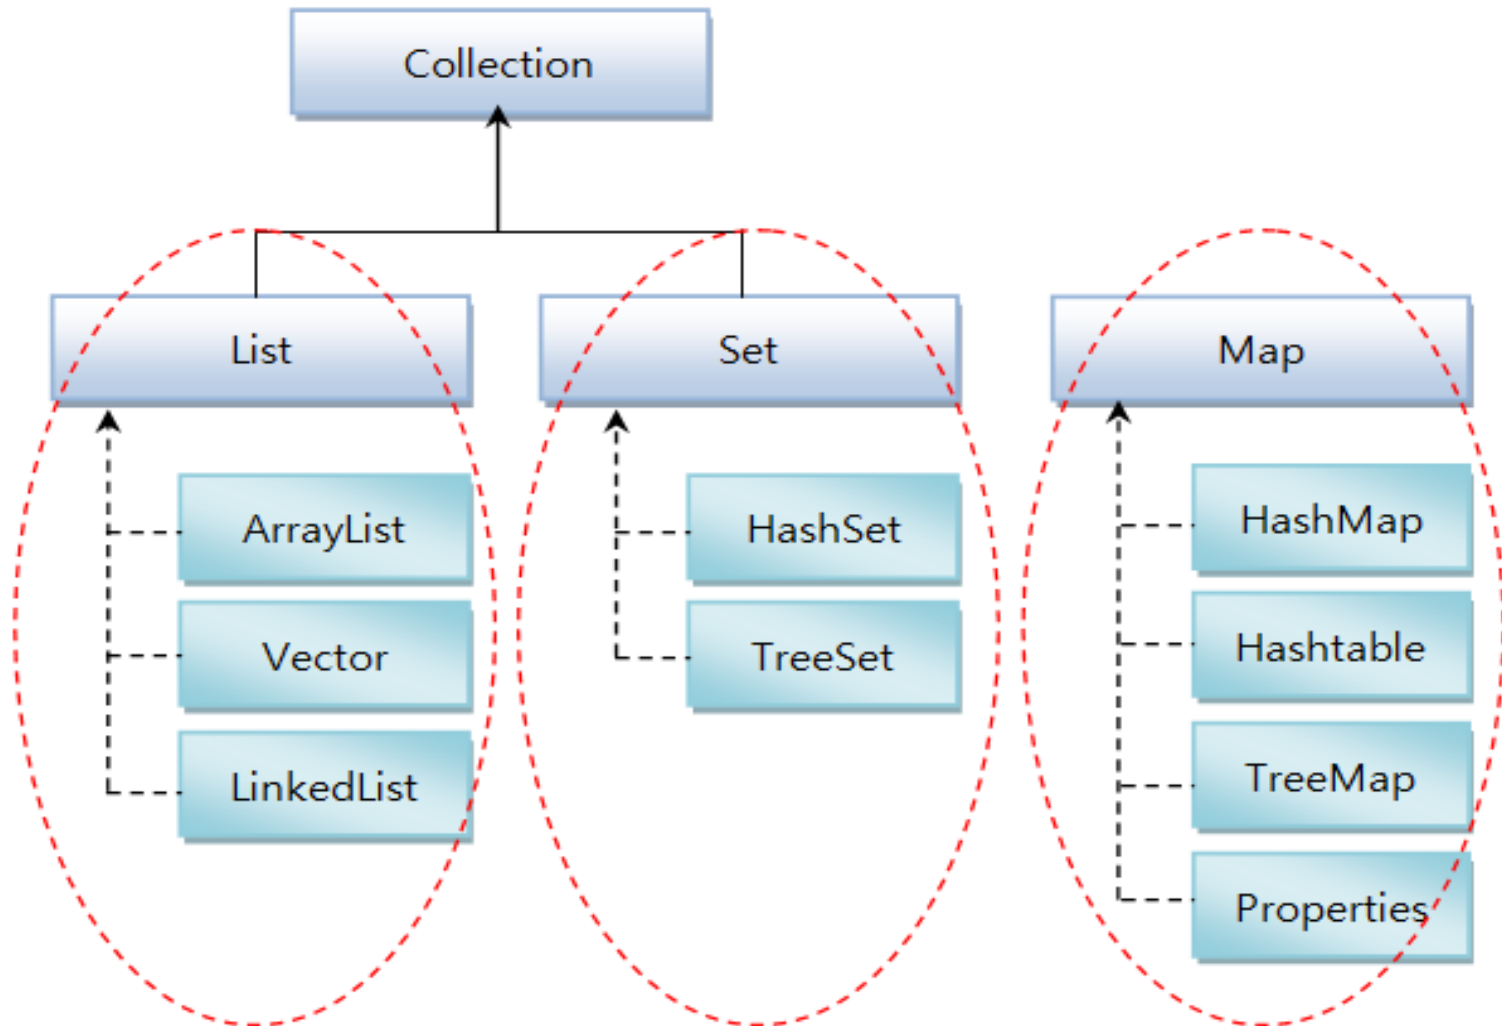 Collection
List
Set
Map
ArrayList
Vector
LinkedList
HashSet
TreeSet
HashMap
Hashtable
TreeMap
Properties